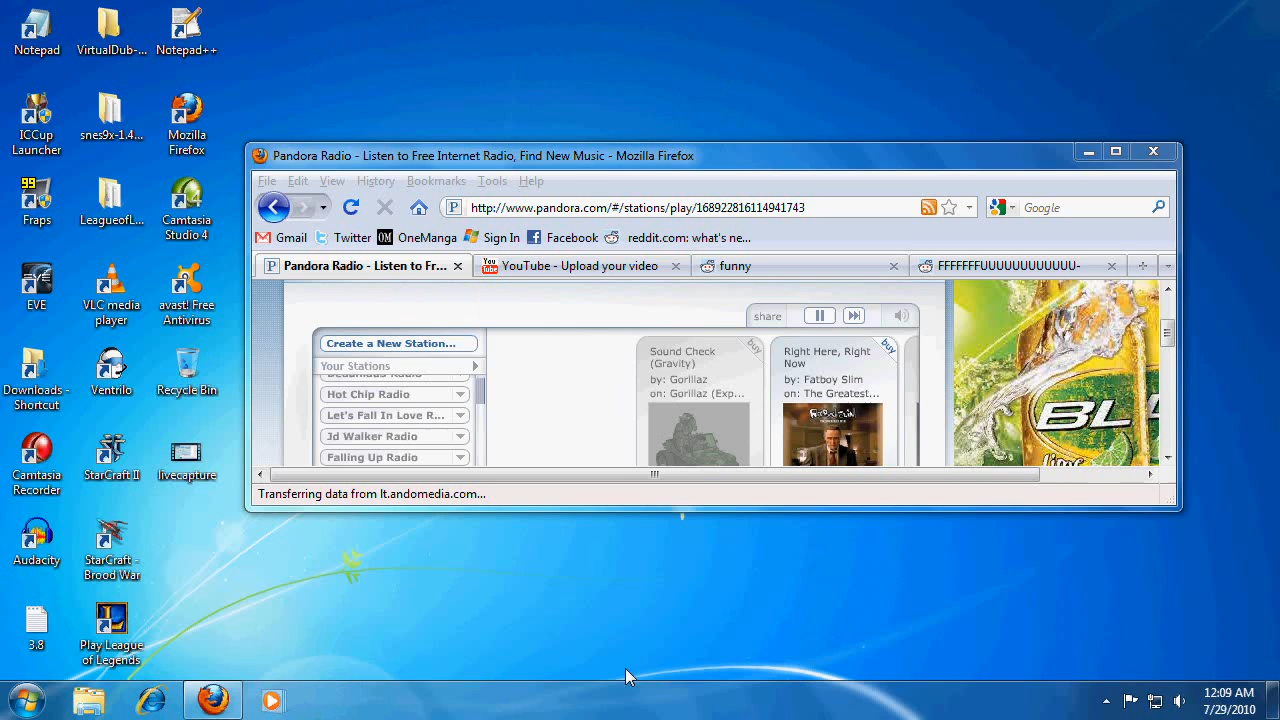 Notepad
VirtualDub-...
Notepad++
ICCup
Launcher
snes9x-1.4...
Mozilla
Firefox
99
Fraps
LeagueofL...
4
Camtasia
Studio 4
EVE
EVE
VLC media
player
avast! Free
Antivirus
Downloads -
Shortcut
Ventrilo
Recycle Bin
Camtasia
Recorder
StarCraft II
livecapture
Audacity
StarCraft -
Brood War
3.8
Play League
of Legends
Pandora Radio - Listen to Free Internet Radio, Find New Music - Mozilla Firefox
File Edit View History Bookmarks Tools Help
P http://www.pandora.com/#/stations/play/168922816114941743
Google
Gmail Twitter OM OneManga Sign In Facebook reddit.com: what's ne...
P Pandora Radio - Listen to Fr...
You
Tube
YouTube - Upload your video
funny
FFFFFFFUUUUUUUUUUUU-
share
Create a New Station...
Your Stations
Hot Chip Radio
Let's Fall In Love R...
Jd Walker Radio
Falling Up Radio
Sound Check
(Gravity)
by: Gorillaz
on: Gorillaz (Exp...
buy
Right Here, Right
Now
by: Fatboy Slim
on: The Greatest...
buy
BL
lime
Transferring data from lt.andomedia.com...
12:09 AM
7/29/2010